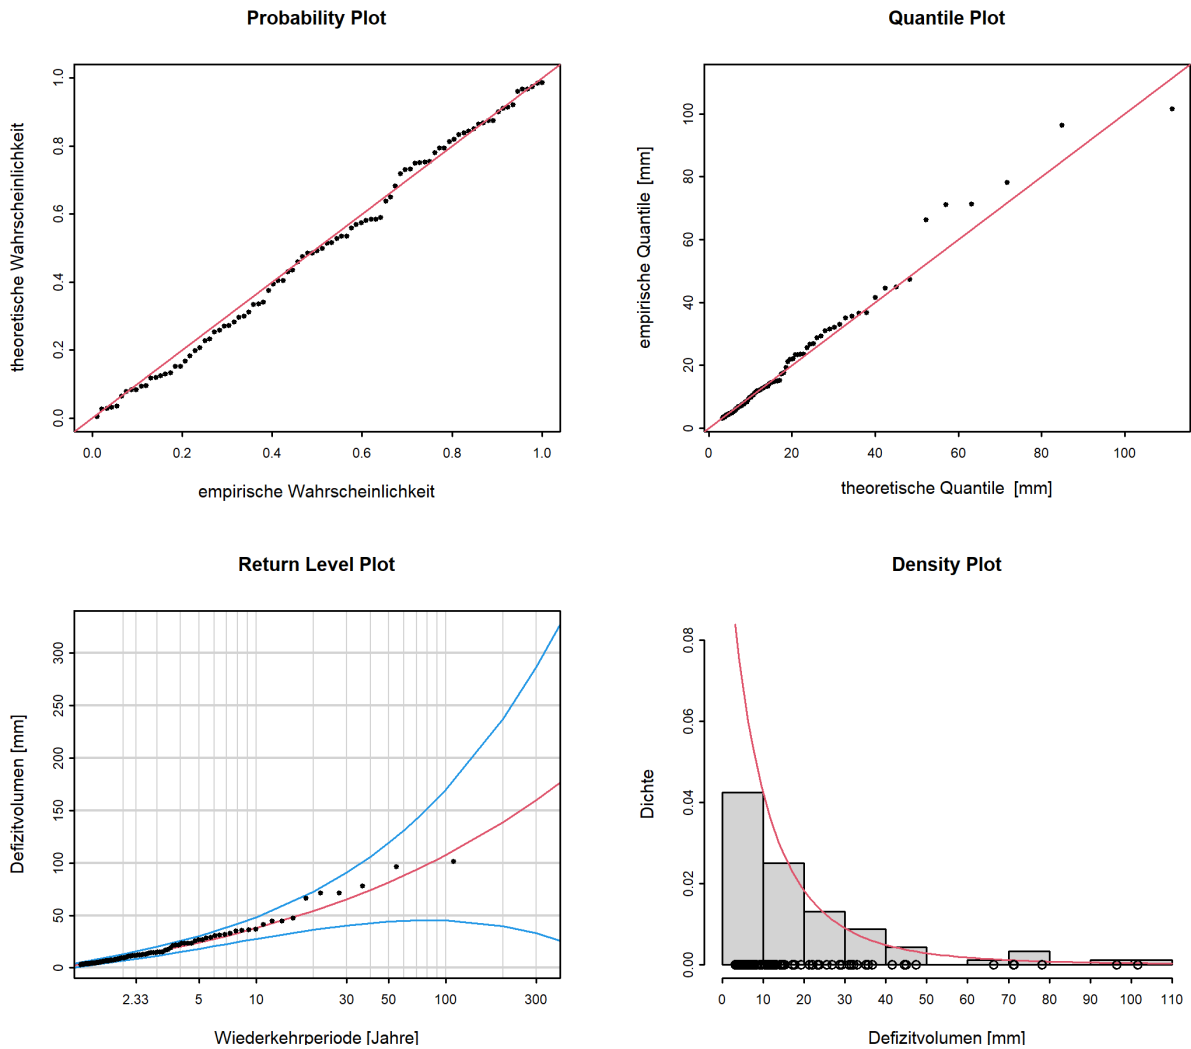 Probability Plot
theoretische Wahrscheinlichkeit
0.0 0.2 0.4 0.6 0.8 1.0
0.0 0.2 0.4 0.6 0.8 1.0
empirische Wahrscheinlichkeit
Quantile Plot
empirische Quantile [mm]
0 20 40 60 80 100
0 20 40 60 80 100
theoretische Quantile [mm]
Return Level Plot
Defizitvolumen [mm]
0 50 100 150 200 250 300
2.33 5 10 30 50 100 300
Wiederkehrperiode [Jahre]
Density Plot
Dichte
0.00 0.02 0.04 0.06 0.08
0 10 20 30 40 50 60 70 80 90 100 110
Defizitvolumen [mm]